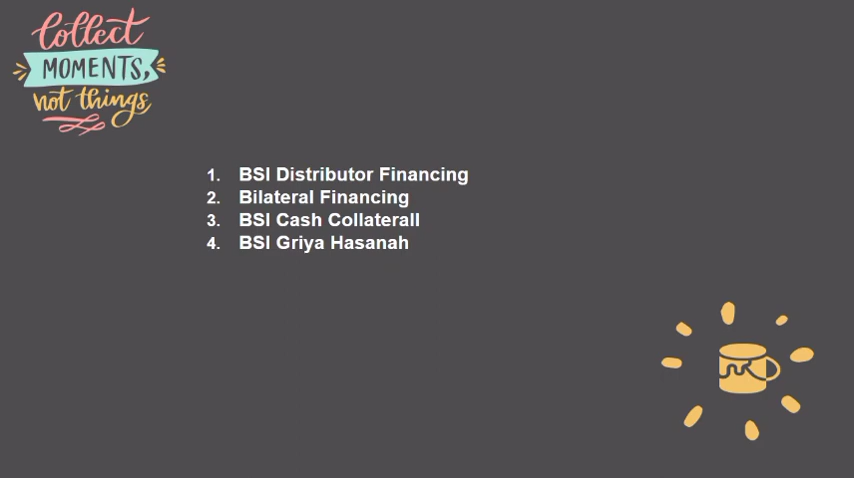 Collect
MOMENTS,
not things
1. BSI Distributor Financing
2. Bilateral Financing
3. BSI Cash Collaterall
4. BSI Griya Hasanah